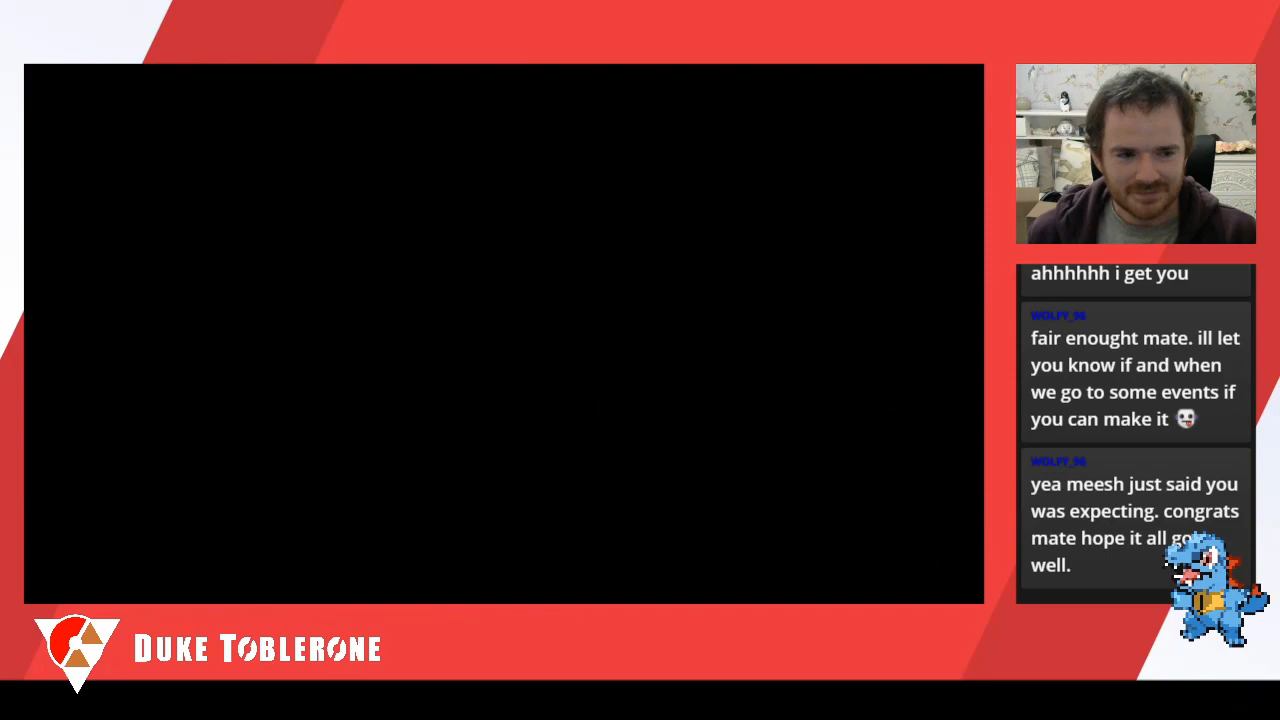 ahhhhhh i get you
WOLFY_96
fair enought mate. ill let
you know if and when
we go to some events if
you can make it
WOLFY_96
yea meesh just said you
was expecting. congrats
mate hope it all
well.
DUKE TOBLERONE